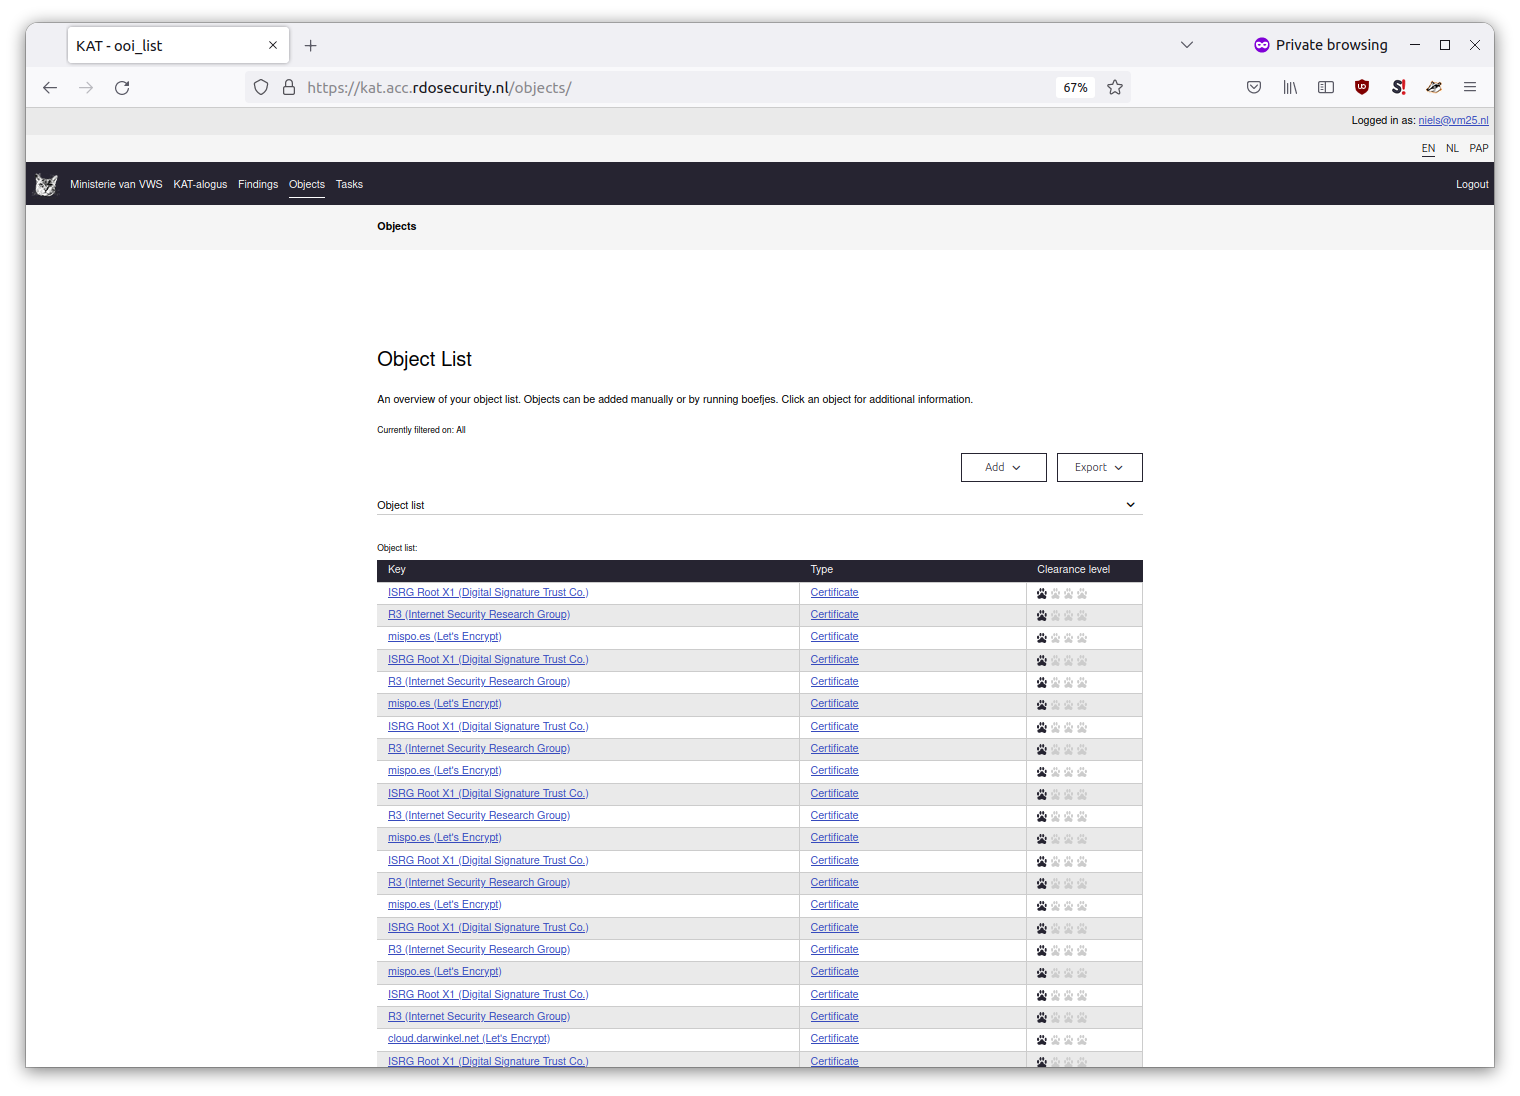 KAT - ooi_list
Private browsing
https://kat.acc.rdosecurity.nl/objects/
67%
Logged in as: niels@vm25.nl
EN NL PAP
Ministerie van VWS KAT-alogus Findings Objects Tasks Logout
Objects
Object List
An overview of your object list. Objects can be added manually or by running boefjes. Click an object for additional information.
Currently filtered on: All
Add Export
Object list
Object list:
Key Type Clearance level
ISRG Root X1 (Digital Signature Trust Co.) Certificate
R3 (Internet Security Research Group) Certificate
mispo.es (Let's Encrypt) Certificate
ISRG Root X1 (Digital Signature Trust Co.) Certificate
R3 (Internet Security Research Group) Certificate
mispo.es (Let's Encrypt) Certificate
ISRG Root X1 (Digital Signature Trust Co.) Certificate
R3 (Internet Security Research Group) Certificate
mispo.es (Let's Encrypt) Certificate
ISRG Root X1 (Digital Signature Trust Co.) Certificate
R3 (Internet Security Research Group) Certificate
mispo.es (Let's Encrypt) Certificate
ISRG Root X1 (Digital Signature Trust Co.) Certificate
R3 (Internet Security Research Group) Certificate
mispo.es (Let's Encrypt) Certificate
ISRG Root X1 (Digital Signature Trust Co.) Certificate
R3 (Internet Security Research Group) Certificate
mispo.es (Let's Encrypt) Certificate
ISRG Root X1 (Digital Signature Trust Co.) Certificate
R3 (Internet Security Research Group) Certificate
cloud.darwinkel.net (Let's Encrypt) Certificate
ISRG Root X1 (Digital Signature Trust Co.) Certificate